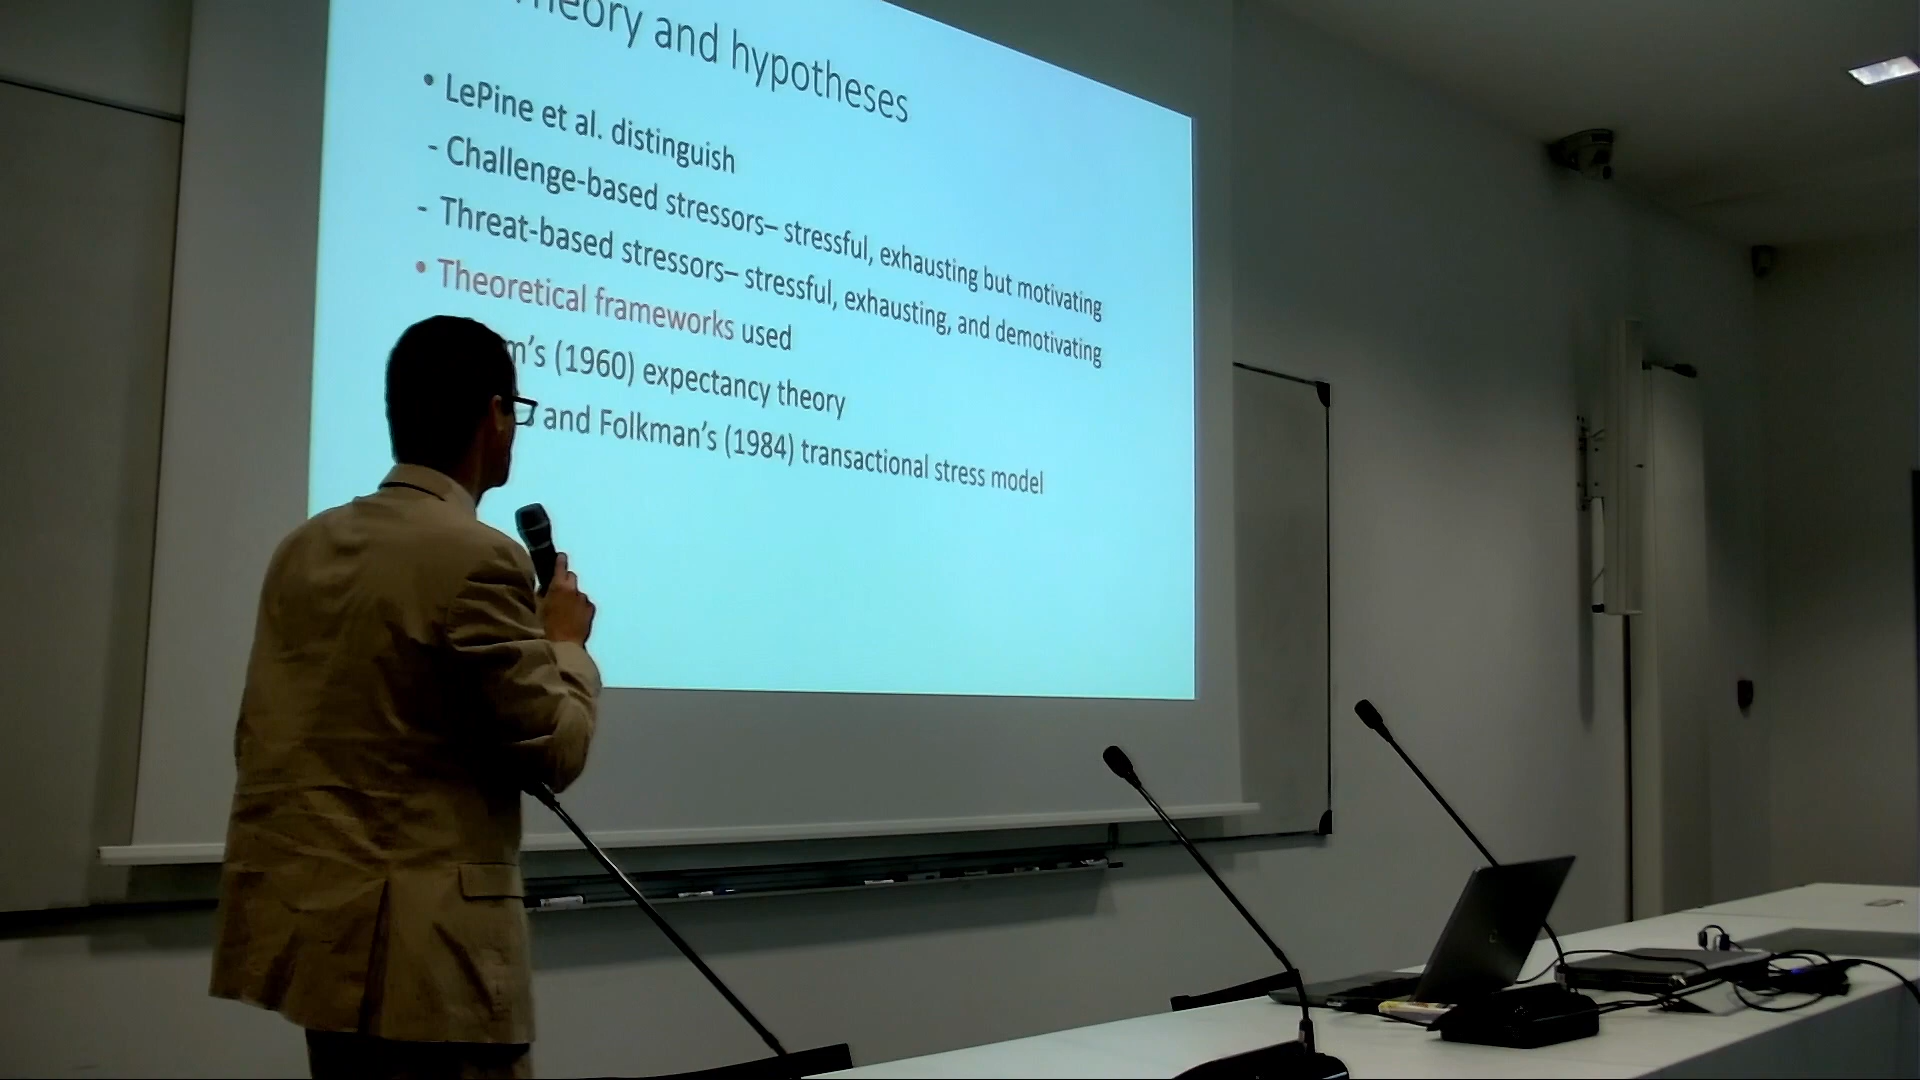 and hypotheses
• LePine et al. distinguish
- Challenge-based stressors– stressful, exhausting but motivating
- Threat-based stressors– stressful, exhausting, and demotivating
• Theoretical frameworks used
(1960) expectancy theory
and Folkman’s (1984) transactional stress model